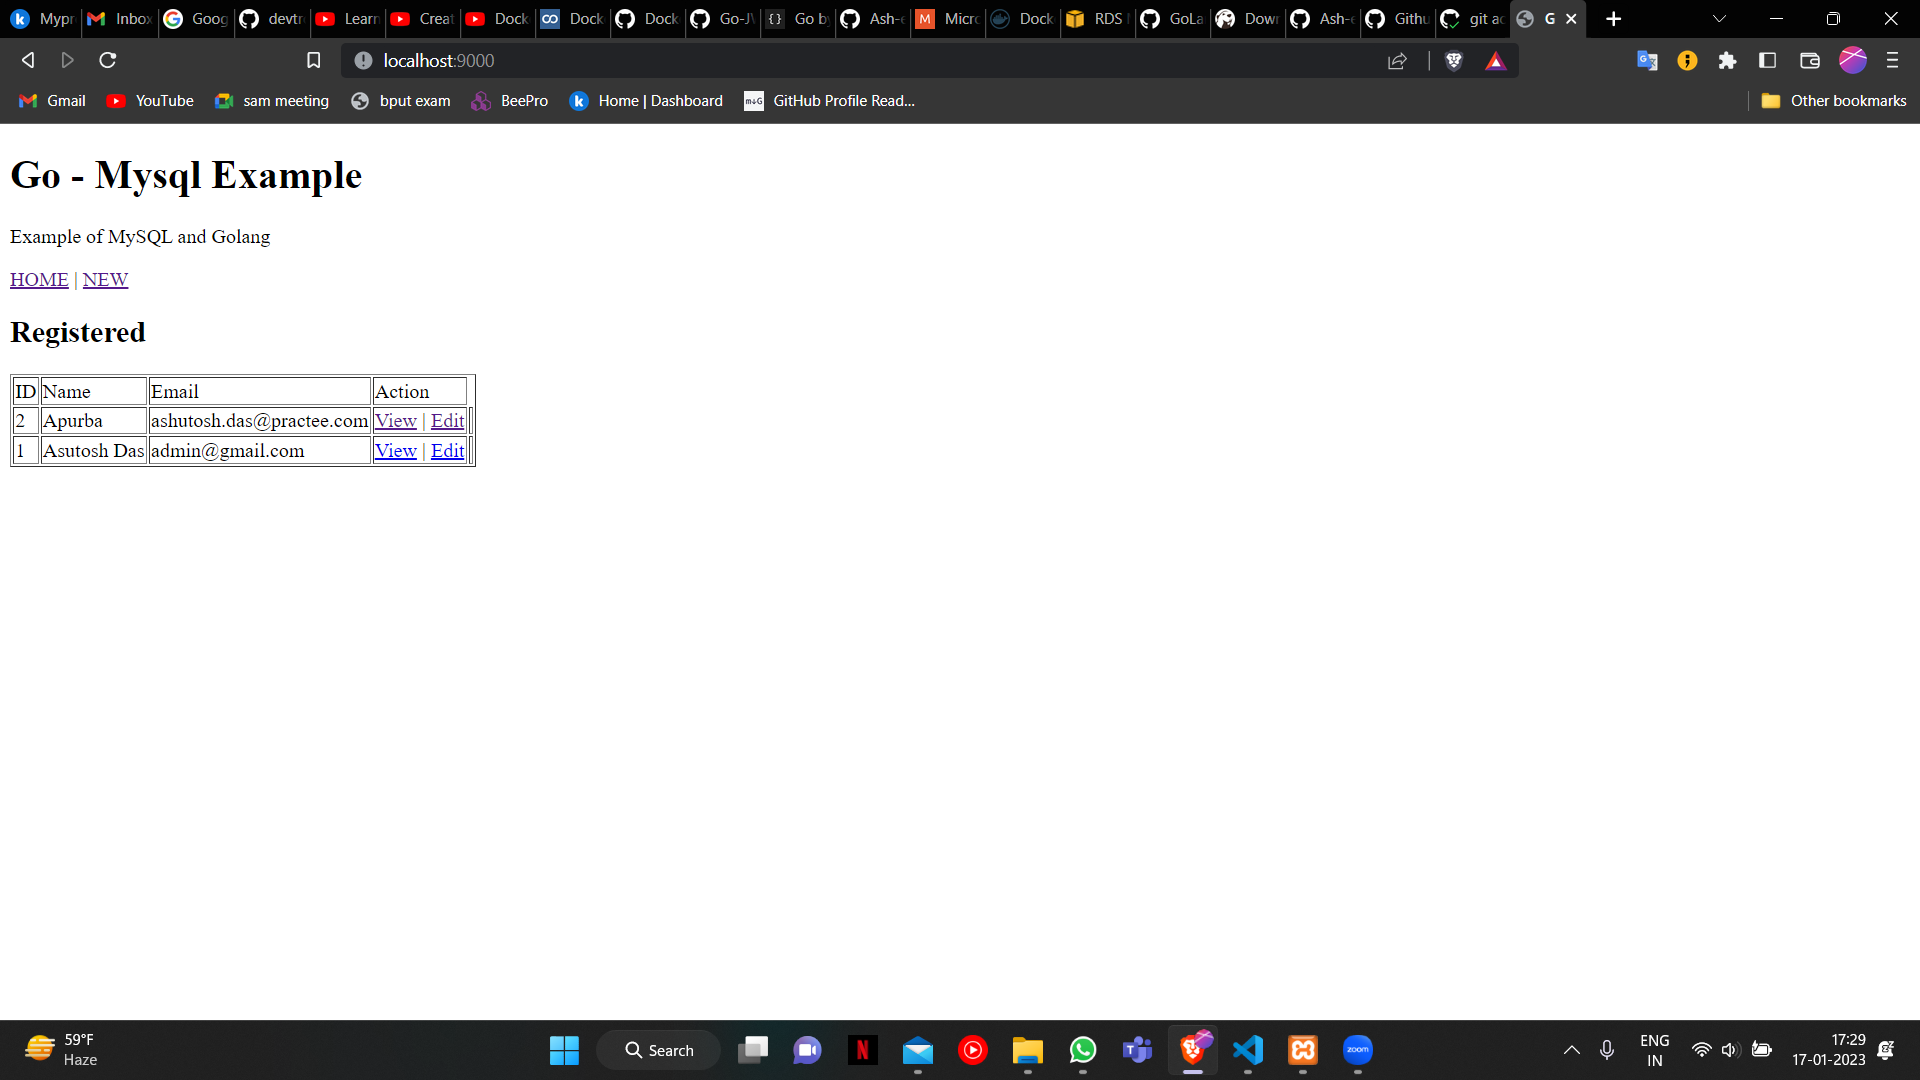 Mypr Inbox Goog devtr Learn Creat Dock Dock Dock Go-J Go by Ash-e Micro Dock RDS GoLa Dow Ash-e Githu git ac G
localhost:9000
Gmail YouTube sam meeting bput exam BeePro Home | Dashboard GitHub Profile Read... Other bookmarks
Go - Mysql Example
Example of MySQL and Golang
HOME | NEW
Registered
ID Name Email Action
2 Apurba ashutosh.das@practee.com View | Edit
1 Asutosh Das admin@gmail.com View | Edit
59°F
Haze
Search
zoom
ENG
IN
17:29
17-01-2023